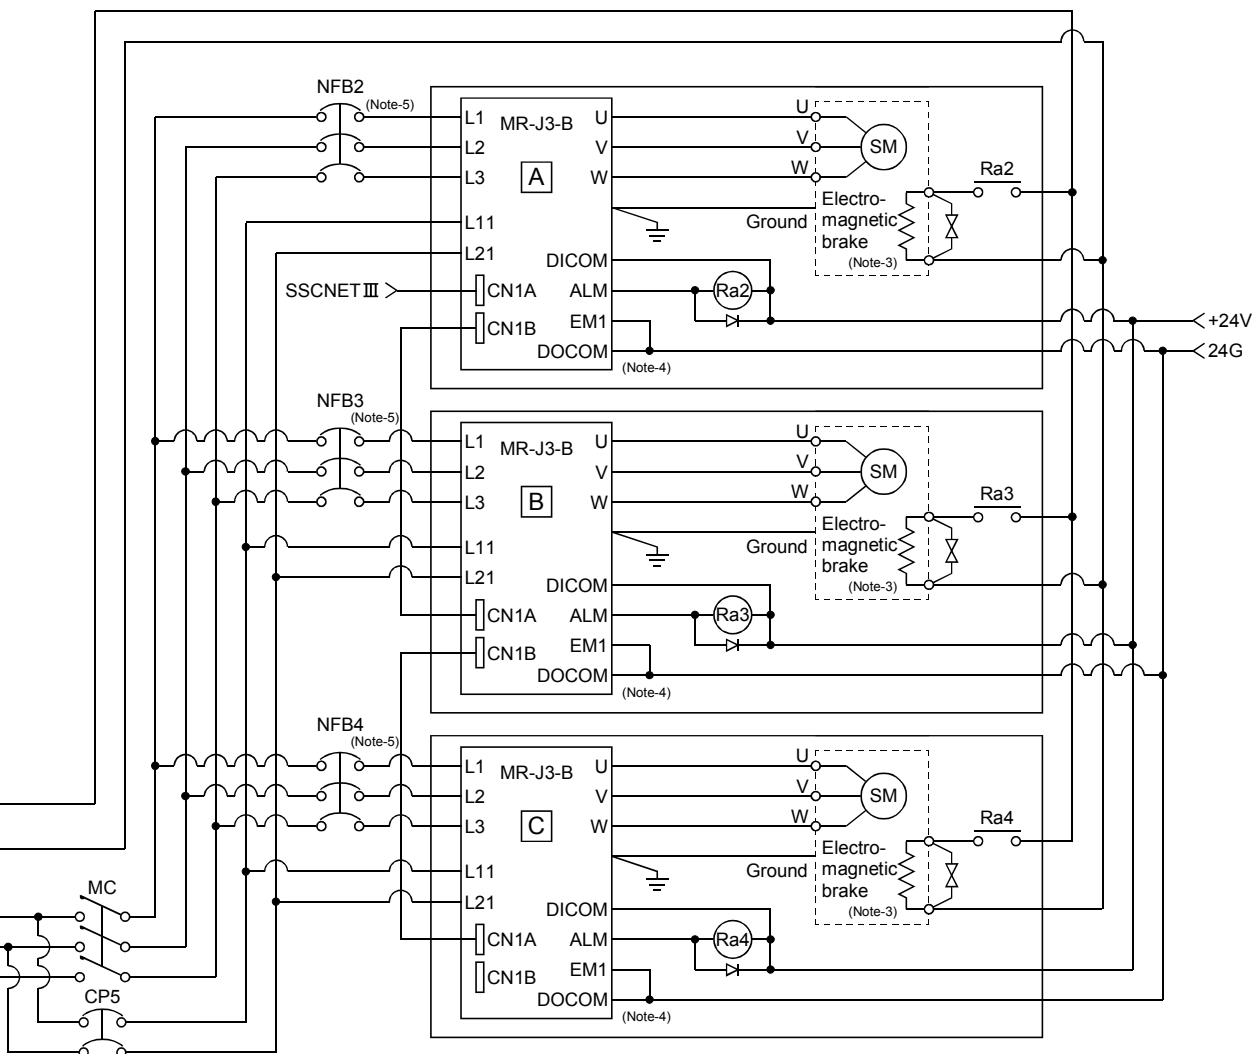 NFB2
(Note-5)
L1
MR-J3-B
U
U
L2
V
V
SM
L3
A
W
W
Ra2
L11
Ground
Electro-
magnetic
brake
(Note-3)
L21
DICOM
SSCNETⅢ
CN1A
ALM
Ra2
CN1B
EM1
+24V
DOCOM
(Note-4)
24G
NFB3
(Note-5)
L1
MR-J3-B
U
U
L2
V
V
SM
L3
B
W
W
Ra3
L11
Ground
Electro-
magnetic
brake
(Note-3)
L21
DICOM
CN1A
ALM
Ra3
CN1B
EM1
DOCOM
(Note-4)
NFB4
(Note-5)
L1
MR-J3-B
U
U
L2
V
V
SM
L3
C
W
W
Ra4
L11
Ground
Electro-
magnetic
brake
(Note-3)
MC
L21
DICOM
CN1A
ALM
Ra4
CN1B
EM1
CP5
DOCOM
(Note-4)